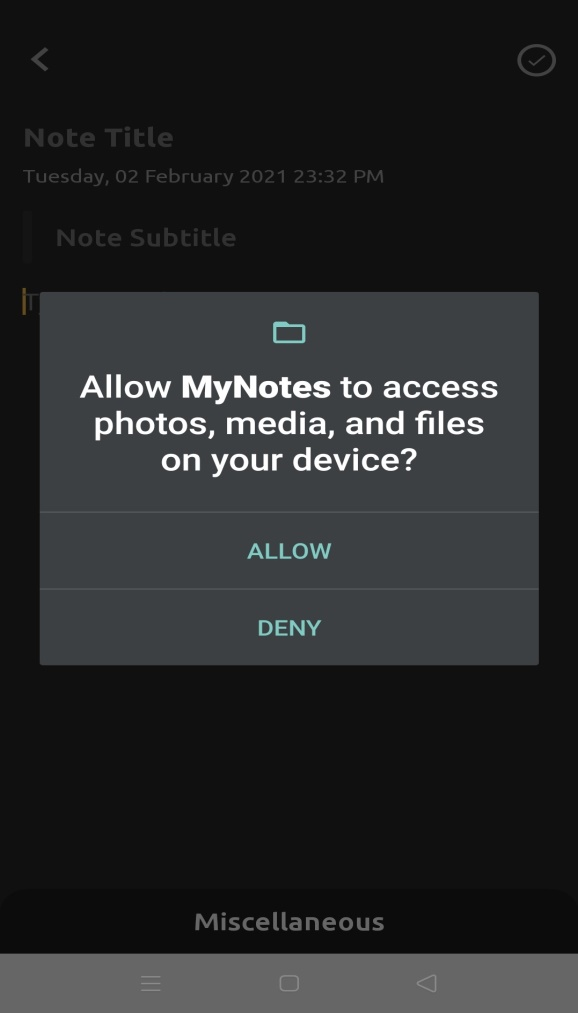 Note Title
Tuesday, 02 February 2021 23:32 PM
Note Subtitle
Allow MyNotes to access
photos, media, and files
on your device?
ALLOW
DENY
Miscellaneous